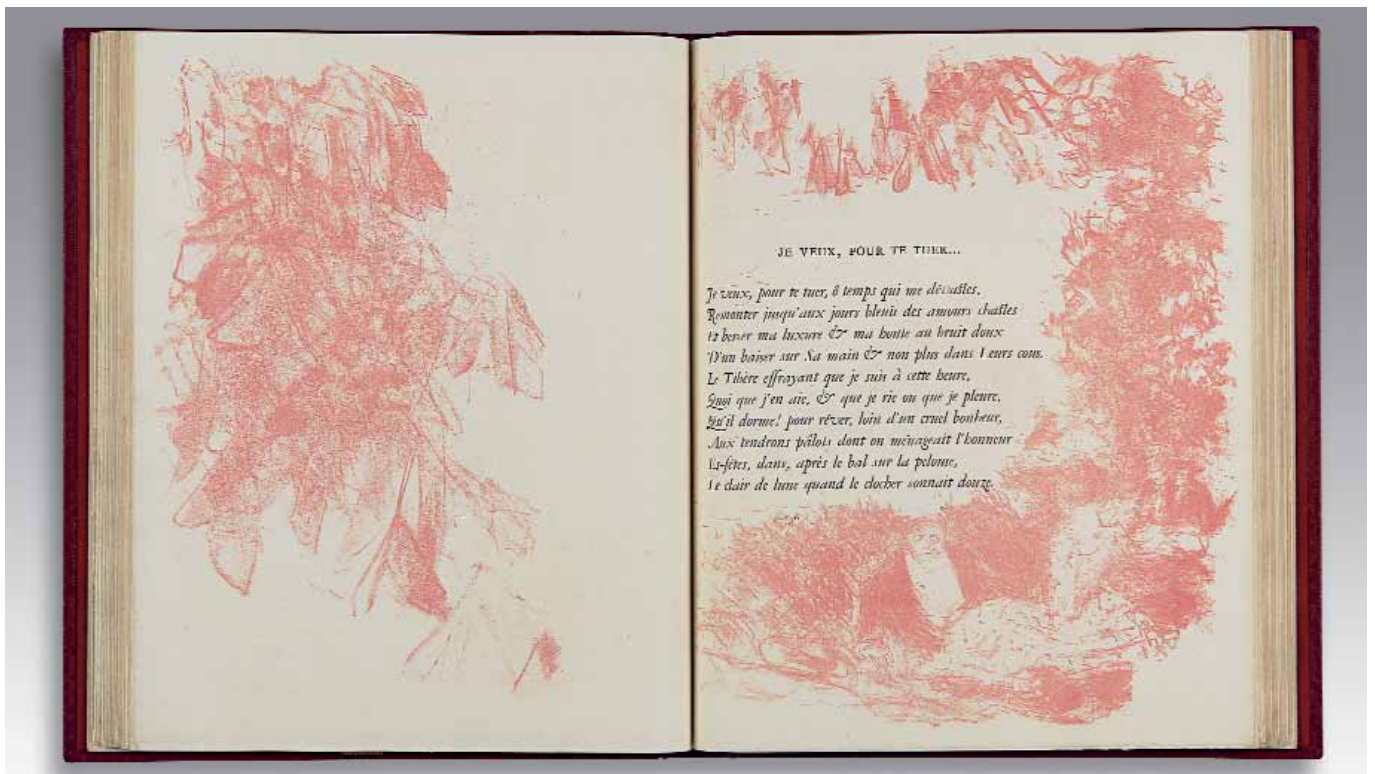 JE VEUX, POUR TE TUER...
Je veux, pour te tuer, ô temps qui me dévastes,
Remonter jusqu'aux jours bleuis des amours chastes
Et bercer ma luxure & ma honte au bruit doux
D'un baiser sur Sa main & non plus dans Leurs cous.
Le Tibère effrayant que je suis à cette heure,
Quoi que j'en aie, & que je rie ou que je pleure,
Qu'il dorme! pour rêver, loin d'un cruel bonheur,
Aux tendrons pâlots dont on ménageait l'honneur
Ès-fêtes, dans, après le bal sur la pelouse,
Le clair de lune quand le clocher sonnait douze.